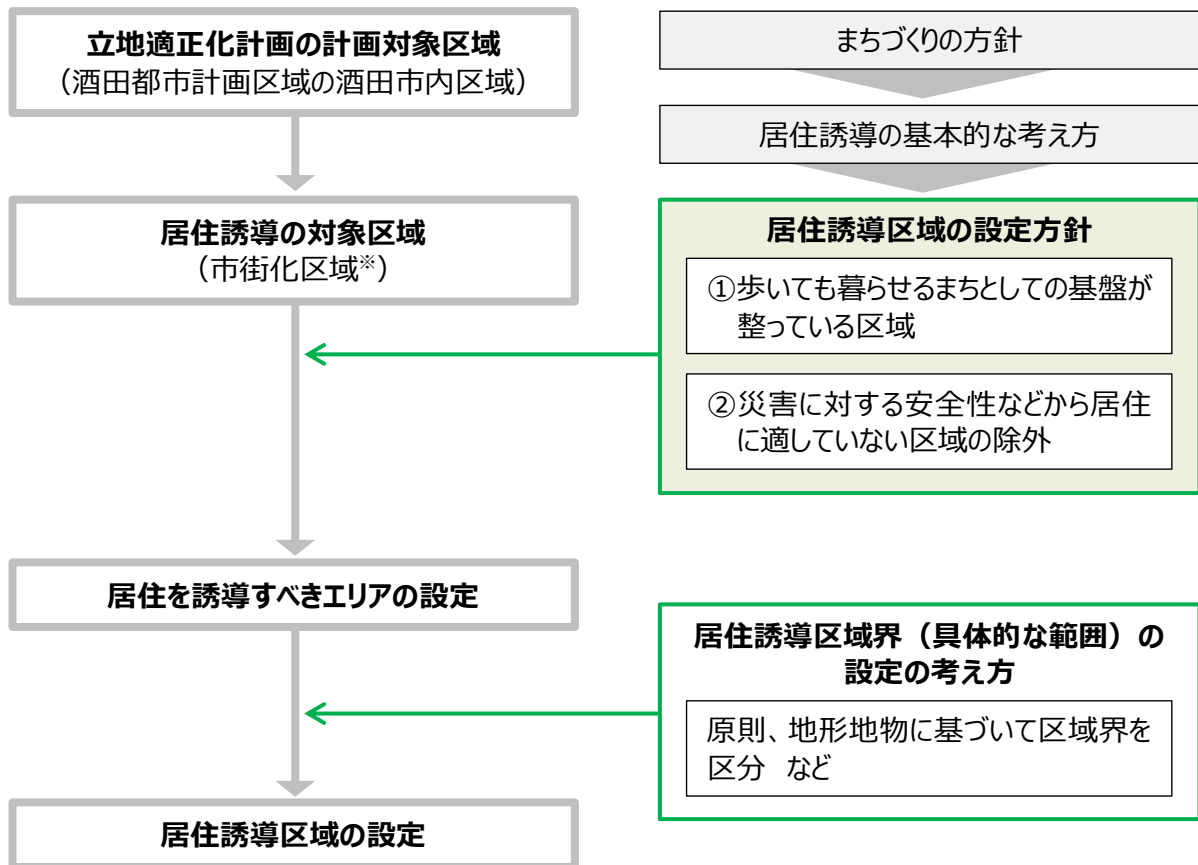 立地適正化計画の計画対象区域
（酒田都市計画区域の酒田市内区域）
居住誘導の対象区域
（市街化区域※）
居住を誘導すべきエリアの設定
居住誘導区域の設定
まちづくりの方針
居住誘導の基本的な考え方
居住誘導区域の設定方針
①歩いても暮らせるまちとしての基盤が
整っている区域
②災害に対する安全性などから居住
に適していない区域の除外
居住誘導区域界（具体的な範囲）の
設定の考え方
原則、地形地物に基づいて区域界を
区分　など